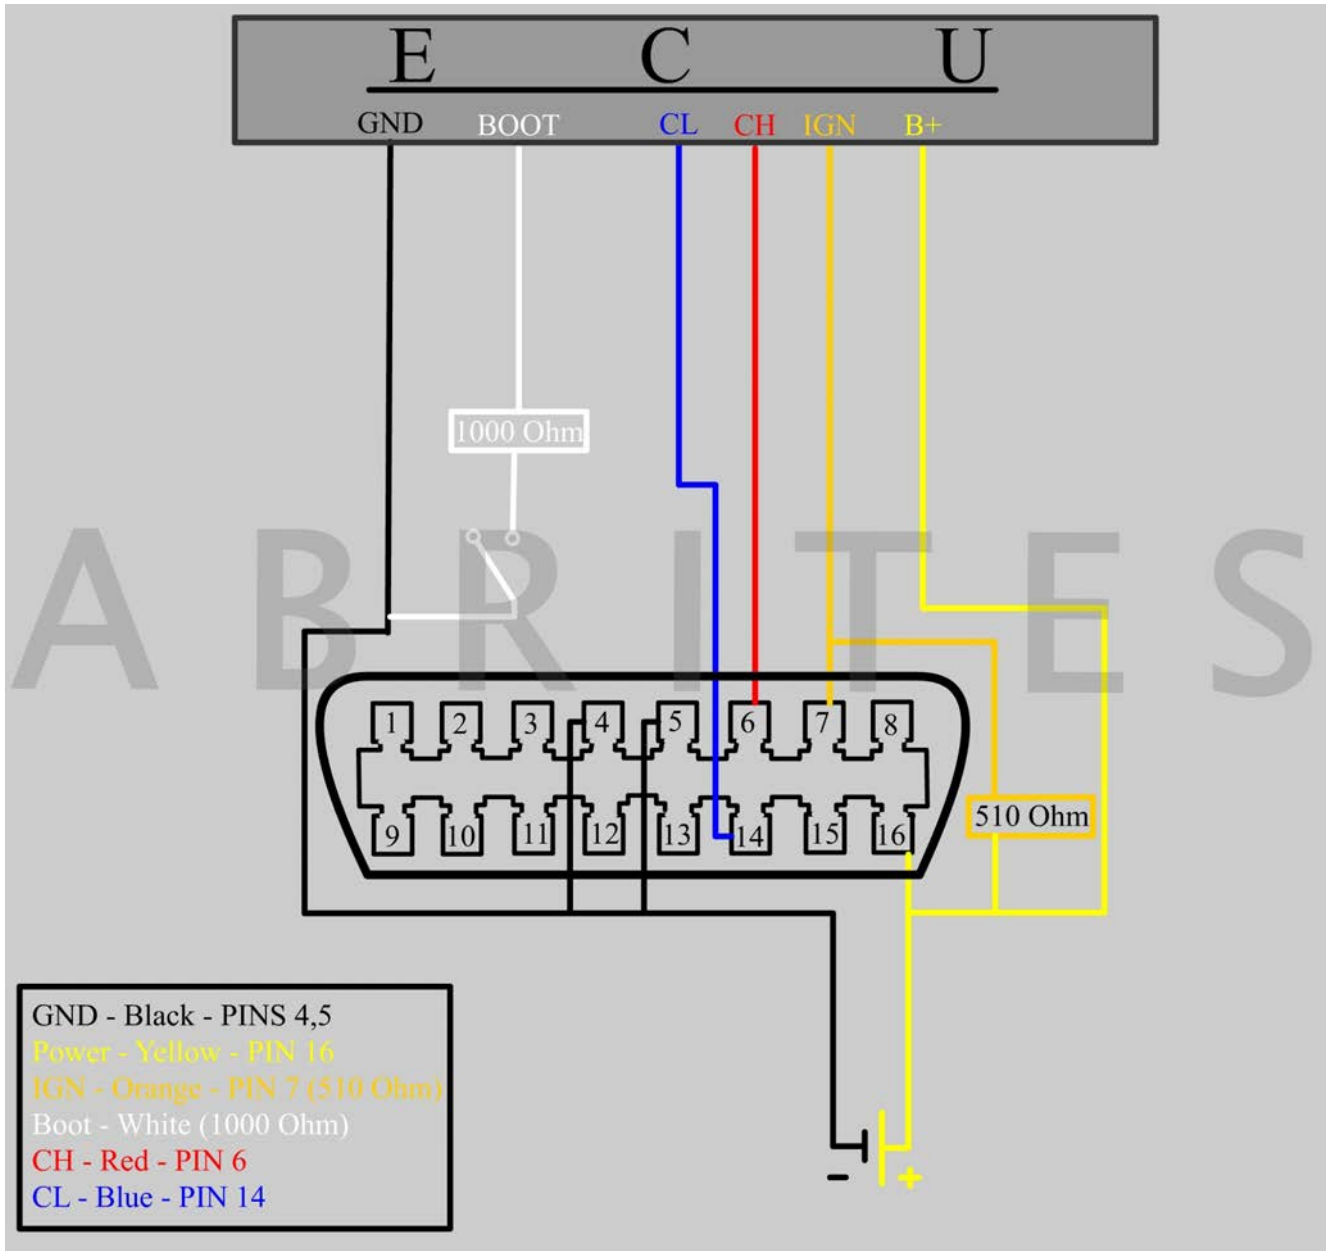 E C U
GND BOOT CL CH IGN B+
1000 Ohm
ABRITES
1 2 3 4 5 6 7 8
9 10 11 12 13 14 15 16
510 Ohm
GND - Black - PINS 4,5
Power - Yellow - PIN 16
IGN - Orange - PIN 7 (510 Ohm)
Boot - White (1000 Ohm)
CH - Red - PIN 6
CL - Blue - PIN 14
- +